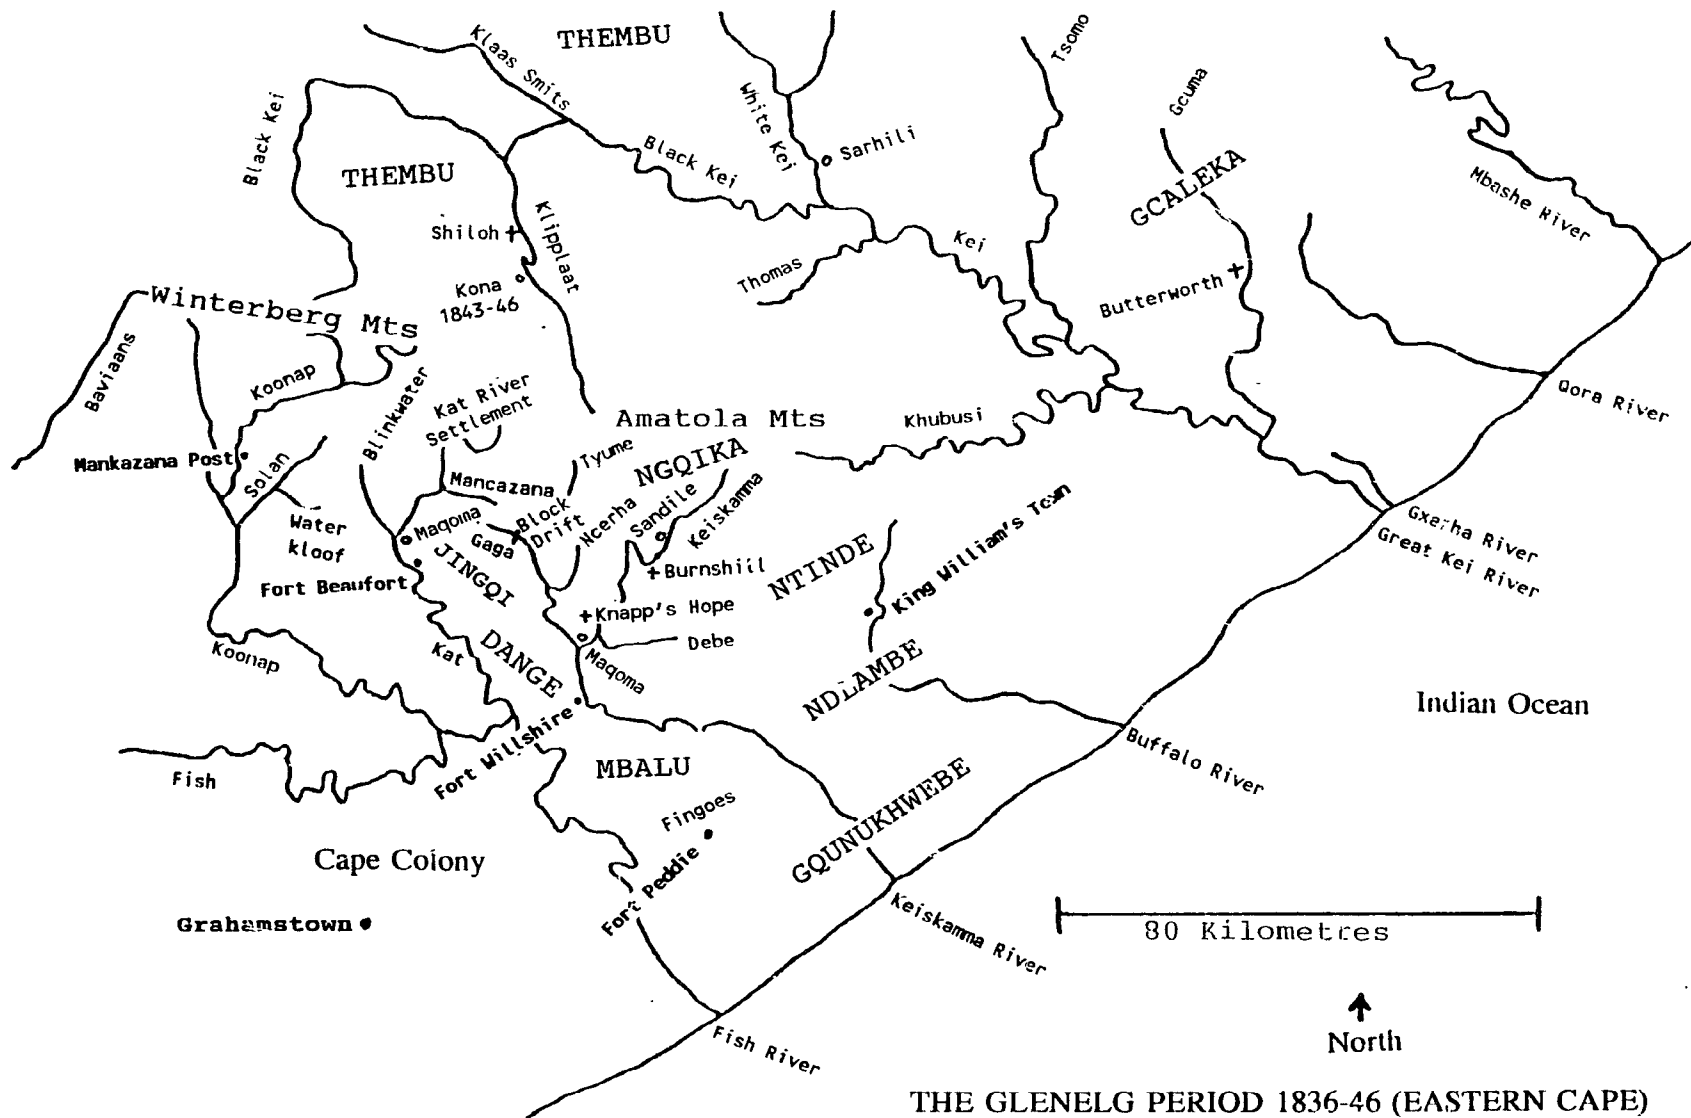 THEMBU
Klaas Smits
Black Kei
THEMBU
White Kei
Black Kei
Sarhili
Tsomo
Gcuma
GCALEKA
Mbashe River
Shiloh
Klipplaat
Kona
1843-46
Thomas
Kei
Butterworth
Winterberg Mts
Baviaans
Koonap
Blinkwater
Kat River
Settlement
Amatola Mts
Khubusi
Qora River
Mankazana Post
Solan
Mancazana
Tyume
NGQIKA
Water
kloof
Maqoma
Gaga
Block
Drift
Ncerha
Sandile
Keiskamma
Gxarha River
Great Kei River
JINGQI
Fort Beaufort
Burnshill
NTINDE
King William's Town
Knapp's Hope
Debe
Koonap
Kat
DANGE
Maqoma
NDLAMBE
Indian Ocean
Fish
Fort Willshire
MBALU
Buffalo River
Fingoes
GQUNUKHWEBE
Cape Colony
Fort Peddie
Grahamstown
Keiskamma River
80 Kilometres
Fish River
North
THE GLENELG PERIOD 1836-46 (EASTERN CAPE)